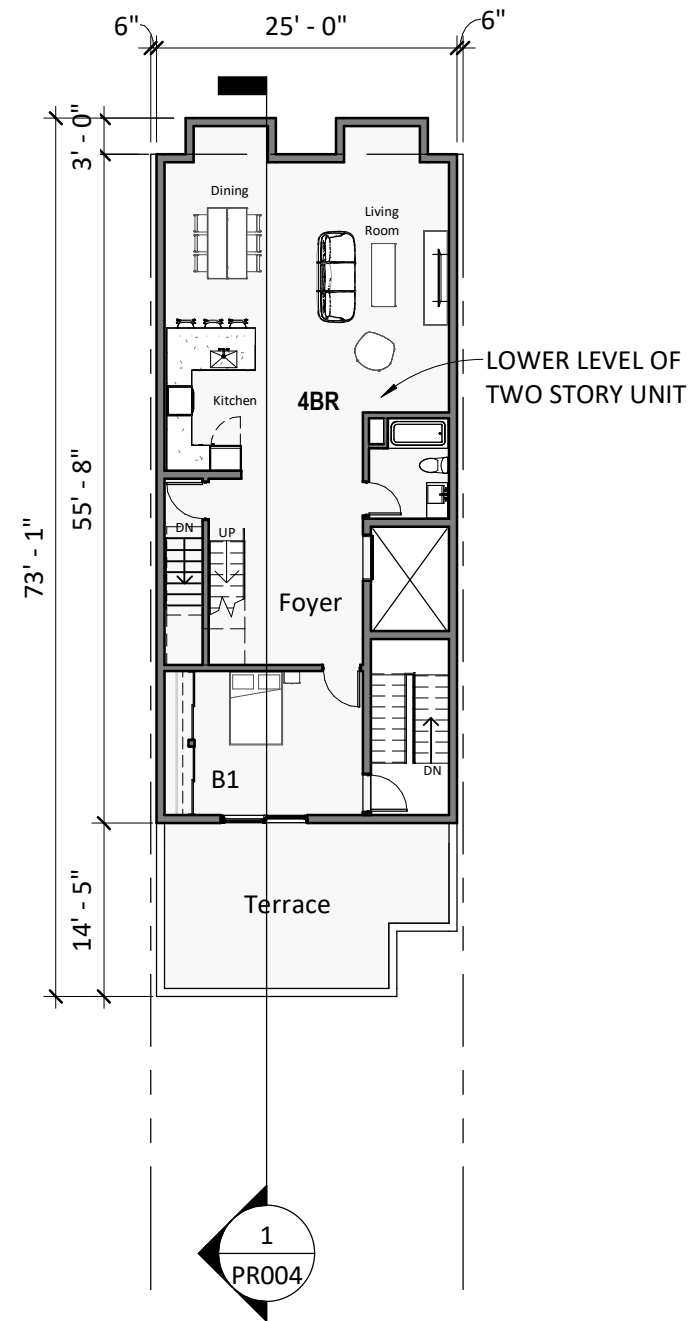 6"
25' - 0"
6"
3' - 0"
Dining
Living
Room
LOWER LEVEL OF
TWO STORY UNIT
Kitchen
4BR
55' - 8"
73' - 1"
DN
UP
Foyer
B1
DN
Terrace
14' - 5"
1
PR004